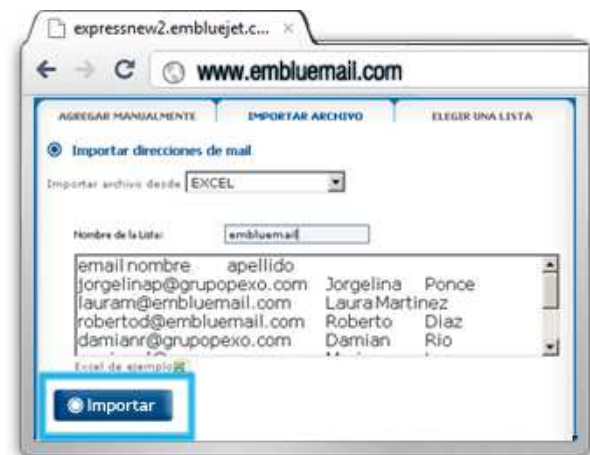 expressnew2.embluejet.c... ×
www.embluemail.com
AGREGAR MANUALMENTE IMPORTAR ARCHIVO ELEGIR UNA LISTA
Importar direcciones de mail
Importar archivo desde EXCEL
Nombre de la Lista: embluemail
email nombre apellido
jorgelinap@grupopexo.com Jorgelina Ponce
lauram@embluemail.com Laura Martinez
robertod@embluemail.com Roberto Diaz
damianr@grupopexo.com Damian Rio
Excel de ejemplo
Importar